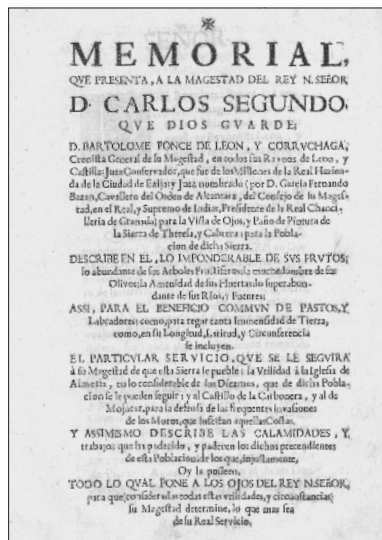 MEMORIAL,
QVE PRESENTA, A LA MAGESTAD DEL REY N.SEÑOR
D. CARLOS SEGUNDO,
QVE DIOS GVARDE;
D. BARTOLOME PONCE DE LEON, Y CORRVCHAGA,
Cronista General de su Magestad, en todos sus Reynos de Leon, y
Castilla: Juez Conservador, que fue de los Millones de la Real Hazien-
da de la Ciudad de y Juez nombrado (por D. Garcia Fernando
Bazan, Cavallero del Orden de Alcantara, del Consejo de su Mages-
tad, en el Real, y Supremo de Indias, Presidente de la Real Chanci-
lleria de Granada) para la Vista de Ojos, y Paño de Pintura de
la Sierra de Theresa, y Cabrera: para la Pobla-
cion de dicha Sierra.
DESCRIBE EN EL, LO IMPONDERABLE DE SVS FRVTOS;
lo abundante de sus Arboles Fructiferos; la muchedumbre de sus
Olivos; la Amenidad de sus Huertas; lo superabun-
dante de sus Rios, y Fuentes;
ASSI, PARA EL BENEFICIO COMMVN DE PASTOS, Y
Labradores; como, para regar tanta Immensidad de Tierra,
como, en su Longitud, Latitud, y Circunferencia
se incluyen.
EL PARTICVLAR SERVICIO, QVE SE LE SEGVIRA
à su Magestad de que esta Sierra se pueble: la Vtilidad à la Iglesia de
Almeria, en lo considerable de los Diezmos, que de dicha Pobla-
cion se le pueden seguir: y al Castillo de la Carbonera, y al de
Mojacar, para la defensa de las frequentes invasiones
de los Moros, que infestan aquellas Costas.
Y ASSIMISMO DESCRIBE LAS CALAMIDADES, Y
trabajos que han padecido, y padecen los dichos pretendientes
de esta Poblacion, de los que, injustamente,
Oy la posseen.
TODO LO QVAL PONE A LOS OJOS DEL REY N.SEÑOR,
para que (consideradas todas estas vtilidades, y circunstancias)
su Magestad determine, lo que mas sea
de su Real Servicio.